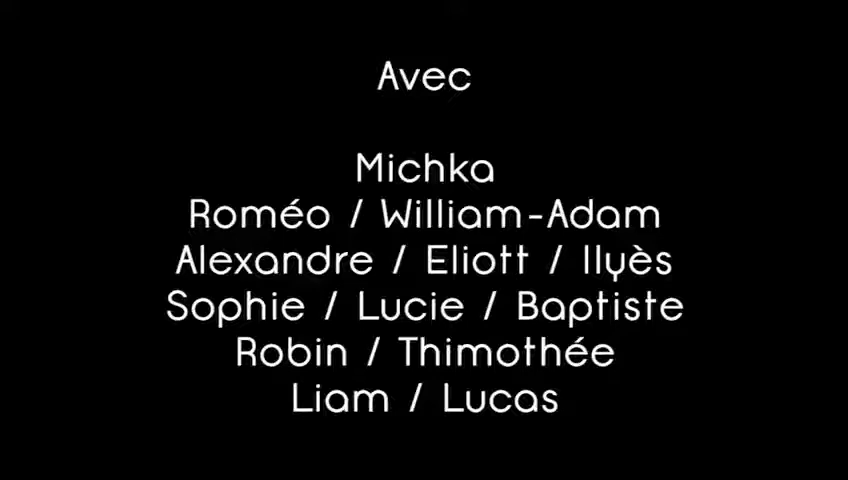 Avec
Michka
Roméo / William-Adam
Alexandre / Eliott / Ilyès
Sophie / Lucie / Baptiste
Robin / Thimothée
Liam / Lucas